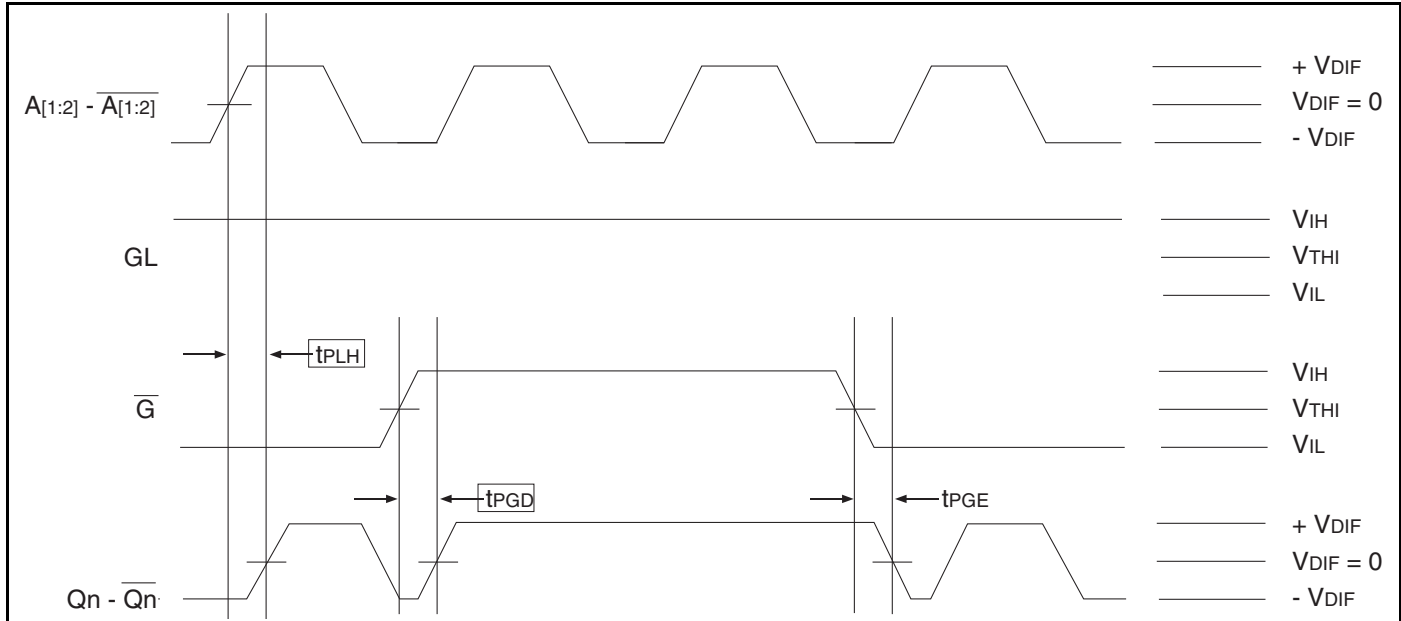 + VDIF
A[1:2] - A[1:2]
VDIF = 0
- VDIF
VIH
GL
VTHI
VIL
tPLH
VIH
G
VTHI
VIL
tPGD
tPGE
+ VDIF
VDIF = 0
Qn - Qn
- VDIF